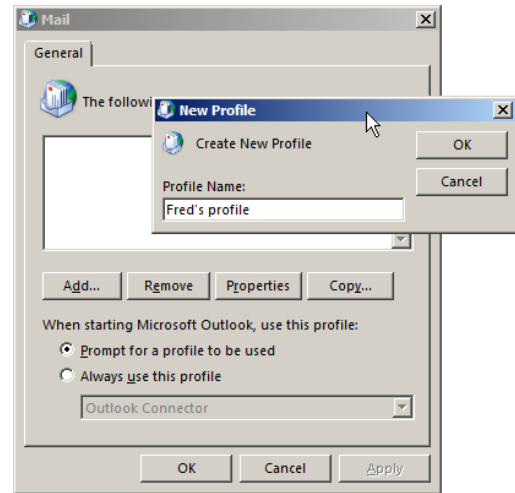 Mail
General
The followi
New Profile
Create New Profile
OK
Cancel
Profile Name:
Fred's profile
Add...
Remove
Properties
Copy...
When starting Microsoft Outlook, use this profile:
Prompt for a profile to be used
Always use this profile
Outlook Connector
OK
Cancel
Apply